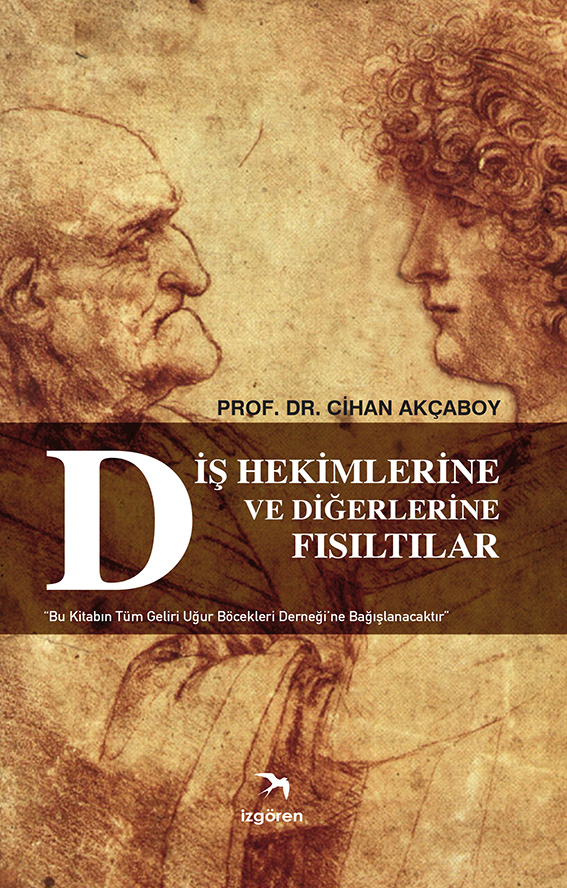 PROF. DR. CİHAN AKÇABOY
DİŞ HEKİMLERİNE
VE DİĞERLERİNE
FISILTILAR
"Bu Kitabın Tüm Geliri Uğur Böcekleri Derneği'ne Bağışlanacaktır"
izgören